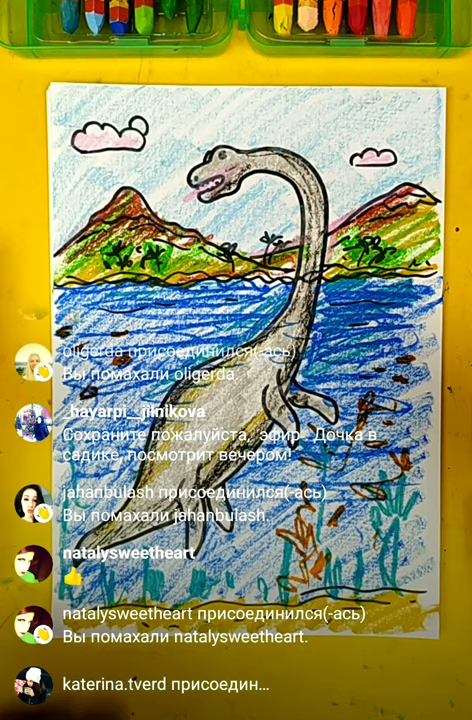 oligerda присоединился(-ась)
Вы помахали oligerda.
_hayarpi__jilnikova
Сохраните пожалуйста, эфир. Дочка в
садике, посмотрит вечером!
jahanbulash присоединился(-ась)
Вы помахали jahanbulash.
natalysweetheart
👍
natalysweetheart присоединился(-ась)
Вы помахали natalysweetheart.
katerina.tverd присоедин...